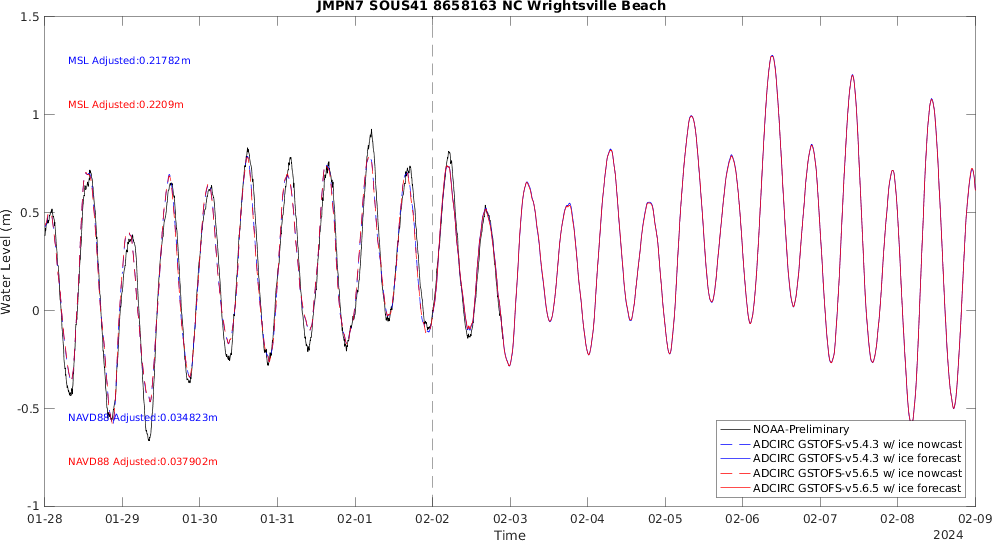 JMPN7 SOUS41 8658163 NC Wrightsville Beach
1.5
1
0.5
0
-0.5
-1
Water Level (m)
MSL Adjusted:0.21782m
MSL Adjusted:0.2209m
NAVD88 Adjusted:0.034823m
NAVD88 Adjusted:0.037902m
NOAA-Preliminary
ADCIRC GSTOFS-v5.4.3 w/ ice nowcast
ADCIRC GSTOFS-v5.4.3 w/ ice forecast
ADCIRC GSTOFS-v5.6.5 w/ ice nowcast
ADCIRC GSTOFS-v5.6.5 w/ ice forecast
01-28 01-29 01-30 01-31 02-01 02-02 02-03 02-04 02-05 02-06 02-07 02-08 02-09
Time
2024